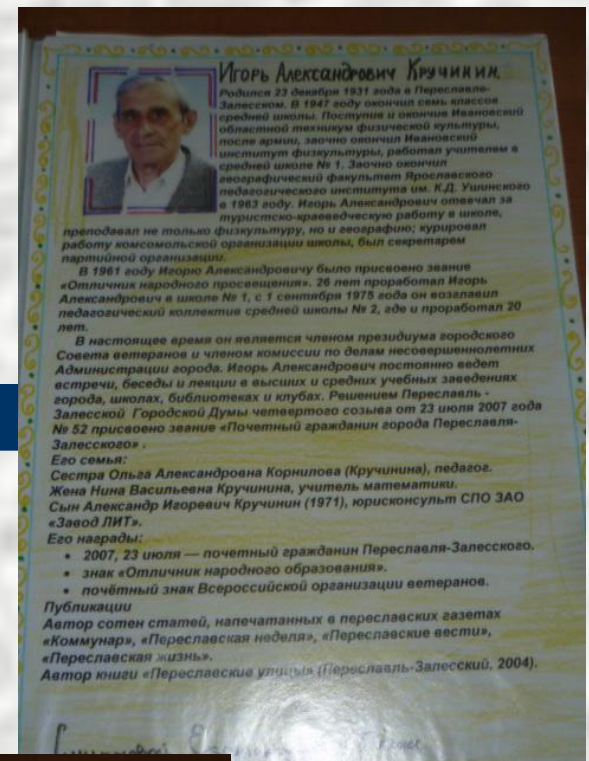 Игорь Александрович Кручинин.
Родился 23 декабря 1931 года в Переславле-
Залесском. В 1947 году окончил семь классов
средней школы. Поступив и окончив Ивановский
областной техникум физической культуры,
после армии, заочно окончил Ивановский
институт физкультуры, работал учителем в
средней школе № 1. Заочно окончил
географический факультет Ярославского
педагогического института им. К.Д. Ушинского
в 1963 году. Игорь Александрович отвечал за
туристско-краеведческую работу в школе,
преподавал не только физкультуру, но и географию; курировал
работу комсомольской организации школы, был секретарем
партийной организации.
В 1961 году Игорю Александровичу было присвоено звание
«Отличник народного просвещения». 26 лет проработал Игорь
Александрович в школе № 1, с 1 сентября 1975 года он возглавил
педагогический коллектив средней школы № 2, где и проработал 20
лет.
В настоящее время он является членом президиума городского
Совета ветеранов и членом комиссии по делам несовершеннолетних
Администрации города. Игорь Александрович постоянно ведет
встречи, беседы и лекции в высших и средних учебных заведениях
города, школах, библиотеках и клубах. Решением Переславль -
Залесской Городской Думы четвертого созыва от 23 июля 2007 года
№ 52 присвоено звание «Почетный гражданин города Переславля-
Залесского» .
Его семья:
Сестра Ольга Александровна Корнилова (Кручинина), педагог.
Жена Нина Васильевна Кручинина, учитель математики.
Сын Александр Игоревич Кручинин (1971), юрисконсульт СПО ЗАО
«Завод ЛИТ».
Его награды:
• 2007, 23 июля — почетный гражданин Переславля-Залесского.
• знак «Отличник народного образования».
• почётный знак Всероссийской организации ветеранов.
Публикации
Автор сотен статей, напечатанных в переславских газетах
«Коммунар», «Переславская неделя», «Переславские вести»,
«Переславская жизнь».
Автор книги «Переславские улицы» (Переславль-Залесский, 2004).